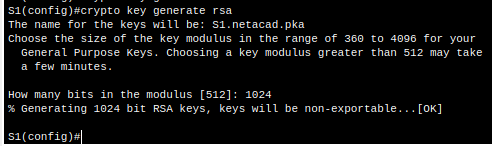 S1(config)#crypto key generate rsa
The name for the keys will be: S1.netacad.pka
Choose the size of the key modulus in the range of 360 to 4096 for your
General Purpose Keys. Choosing a key modulus greater than 512 may take
a few minutes.
How many bits in the modulus [512]: 1024
% Generating 1024 bit RSA keys, keys will be non-exportable...[OK]
S1(config)#